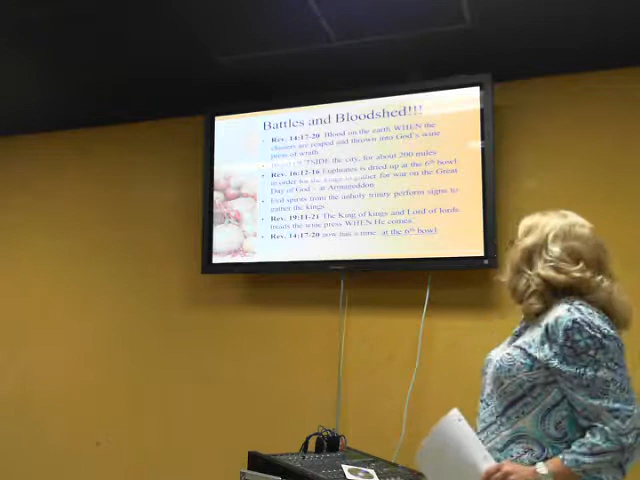 Battles and Bloodshed!!!
• Rev. 14:17-20 Blood on the earth WHEN the
clusters are reaped and thrown into God's wine
press of wrath
OUTSIDE the city, for about 200 miles
• Rev. 16:12-16 Euphrates is dried up at the 6th bowl
in order for the kings to gather for war on the Great
Day of God – at Armageddon
• Evil spirits from the unholy trinity perform signs to
gather the kings
• Rev. 19:11-21 The King of kings and Lord of lords
treads the wine press WHEN He comes
• Rev. 14:17-20 now has a time at the 6th bowl